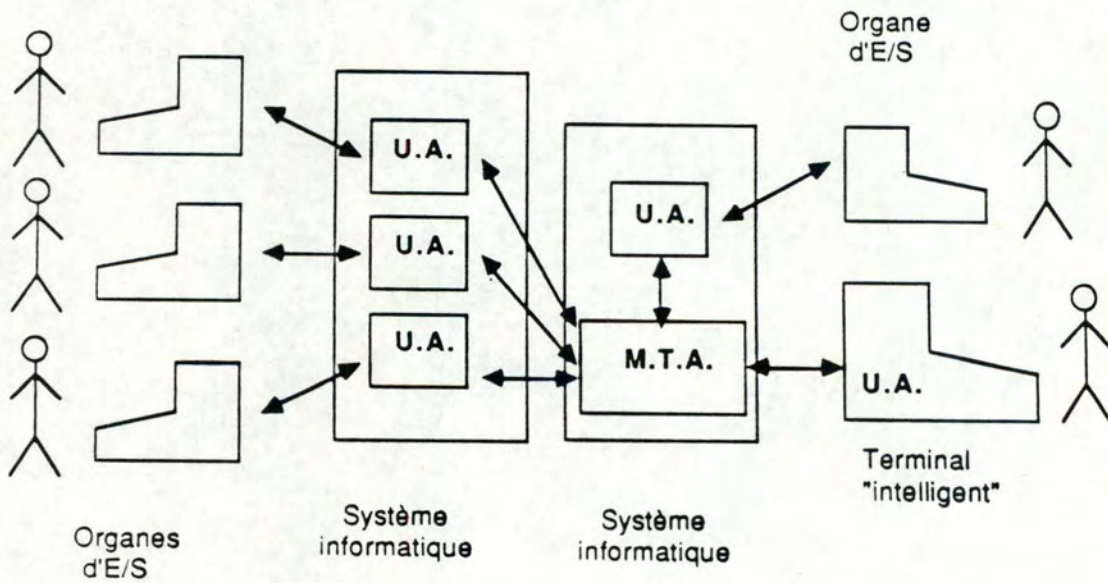 Organe
d'E/S
U.A.
U.A.
U.A.
U.A.
M.T.A.
U.A.
Terminal
"intelligent"
Système
informatique
Système
informatique
Organes
d'E/S